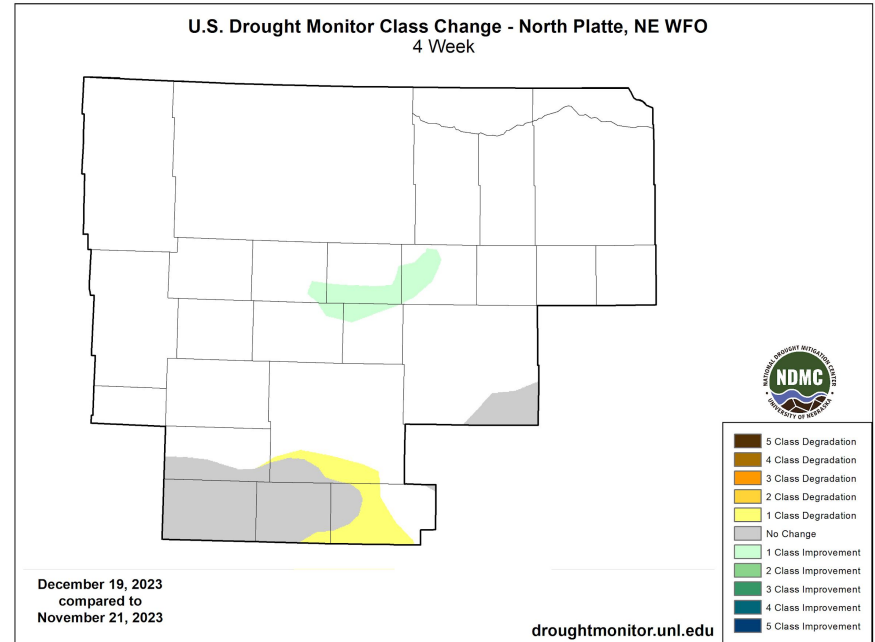 U.S. Drought Monitor Class Change - North Platte, NE WFO
4 Week
NATIONAL DROUGHT MITIGATION CENTER
NDMC
UNIVERSITY OF NEBRASKA
5 Class Degradation
4 Class Degradation
3 Class Degradation
2 Class Degradation
1 Class Degradation
No Change
1 Class Improvement
2 Class Improvement
3 Class Improvement
4 Class Improvement
5 Class Improvement
December 19, 2023
compared to
November 21, 2023
droughtmonitor.unl.edu